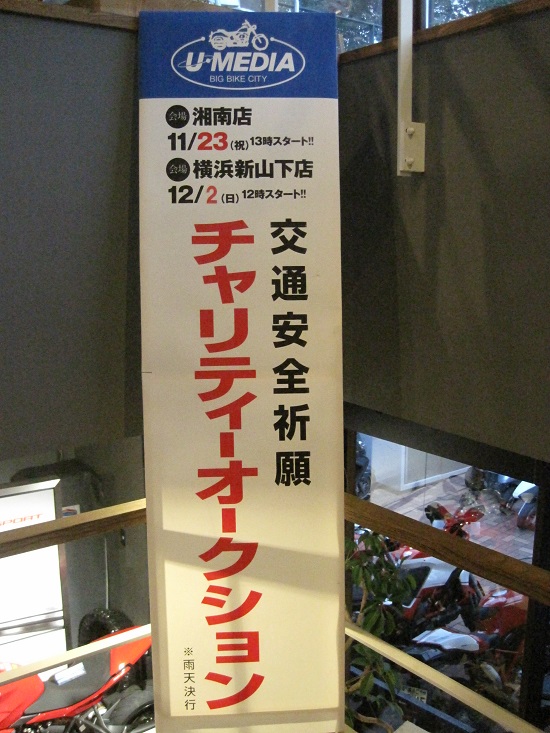 U-MEDIA
BIG BIKE CITY
会場 湘南店
11/23(祝)13時スタート!!
会場 横浜新山下店
12/2(日)12時スタート!!
交通安全祈願
チャリティーオークション
※雨天決行
SPORT